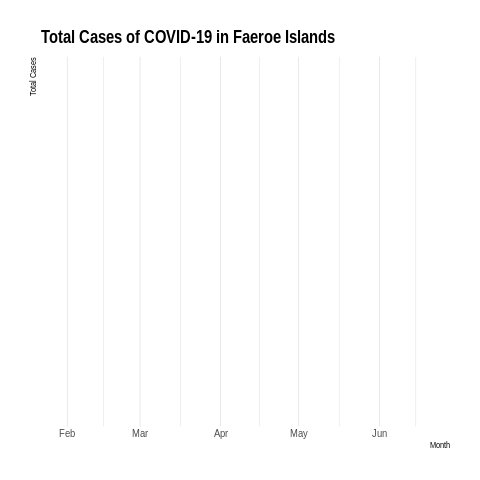 Total Cases of COVID-19 in Faeroe Islands
Total Cases
Feb Mar Apr May Jun
Month